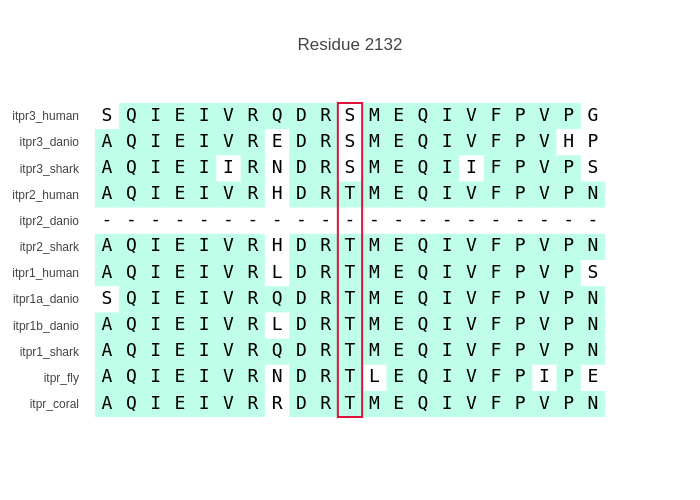 Residue 2132
itpr3_human S Q I E I V R Q D R S M E Q I V F P V P G
itpr3_danio A Q I E I V R E D R S M E Q I V F P V H P
itpr3_shark A Q I E I I R N D R S M E Q I I F P V P S
itpr2_human A Q I E I V R H D R T M E Q I V F P V P N
itpr2_danio - - - - - - - - - - - - - - - - - - - - -
itpr2_shark A Q I E I V R H D R T M E Q I V F P V P N
itpr1_human A Q I E I V R L D R T M E Q I V F P V P S
itpr1a_danio S Q I E I V R Q D R T M E Q I V F P V P N
itpr1b_danio A Q I E I V R L D R T M E Q I V F P V P N
itpr1_shark A Q I E I V R Q D R T M E Q I V F P V P N
itpr_fly A Q I E I V R N D R T L E Q I V F P I P E
itpr_coral A Q I E I V R R D R T M E Q I V F P V P N